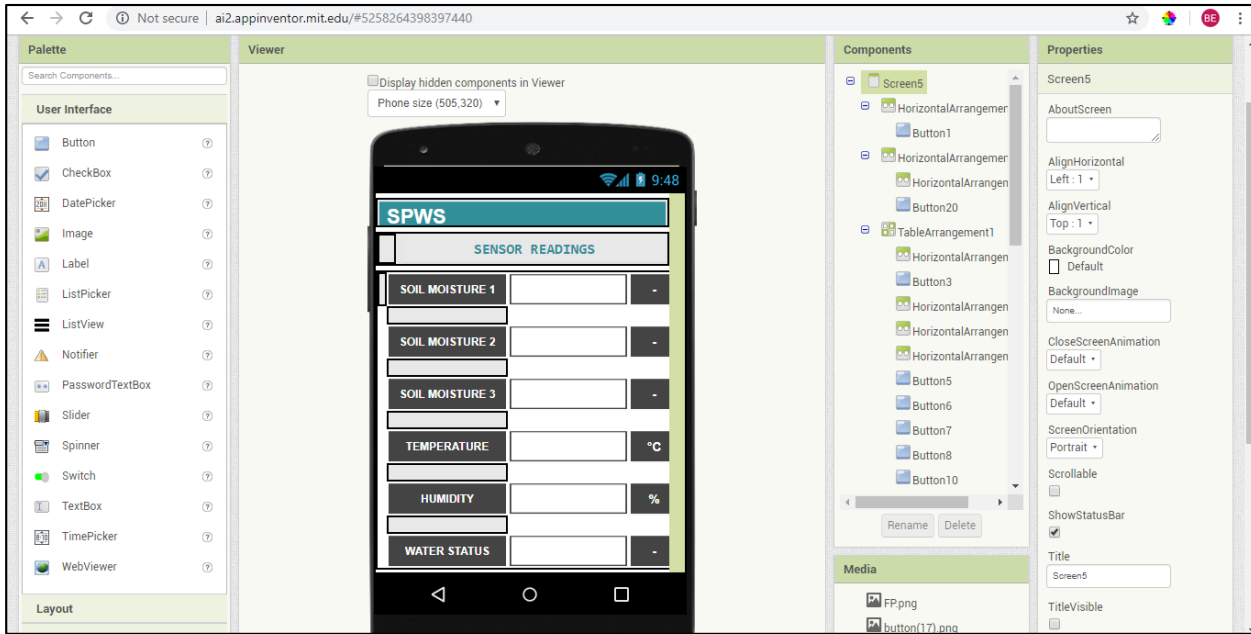 Not secure | ai2.appinventor.mit.edu/#5258264398397440
BE
Palette
Search Components...
User Interface
Button
CheckBox
DatePicker
Image
Label
ListPicker
ListView
Notifier
PasswordTextBox
Slider
Spinner
Switch
TextBox
TimePicker
WebViewer
Layout
Viewer
Display hidden components in Viewer
Phone size (505,320)
9:48
SPWS
SENSOR READINGS
SOIL MOISTURE 1 -
SOIL MOISTURE 2 -
SOIL MOISTURE 3 -
TEMPERATURE °C
HUMIDITY %
WATER STATUS -
Components
Screen5
HorizontalArrangemer
Button1
HorizontalArrangemer
HorizontalArrangen
Button20
TableArrangement1
HorizontalArrangen
Button3
HorizontalArrangen
HorizontalArrangen
HorizontalArrangen
Button5
Button6
Button7
Button8
Button10
Rename Delete
Media
FP.png
button(17).png
Properties
Screen5
AboutScreen
AlignHorizontal
Left : 1
AlignVertical
Top : 1
BackgroundColor
Default
BackgroundImage
None...
CloseScreenAnimation
Default
OpenScreenAnimation
Default
ScreenOrientation
Portrait
Scrollable
ShowStatusBar
Title
Screen5
TitleVisible